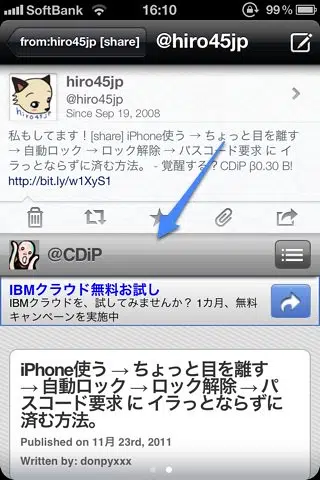 SoftBank 16:10 99%
from:hiro45jp [share] @hiro45jp
hiro45jp
@hiro45jp
Since Sep 19, 2008
私もしてます！[share] iPhone使う → ちょっと目を離す
→ 自動ロック → ロック解除 → パスコード要求 に イ
ラっとならずに済む方法。 - 覚醒する？CDiP β0.30 B!
http://bit.ly/w1XyS1
@CDiP
IBMクラウド無料お試し
IBMクラウドを、試してみませんか？ 1カ月、無料
キャンペーンを実施中
iPhone使う → ちょっと目を離す
→ 自動ロック → ロック解除 → パ
スコード要求 に イラっとならずに
済む方法。
Published on 11月 23rd, 2011
Written by: donpyxxx